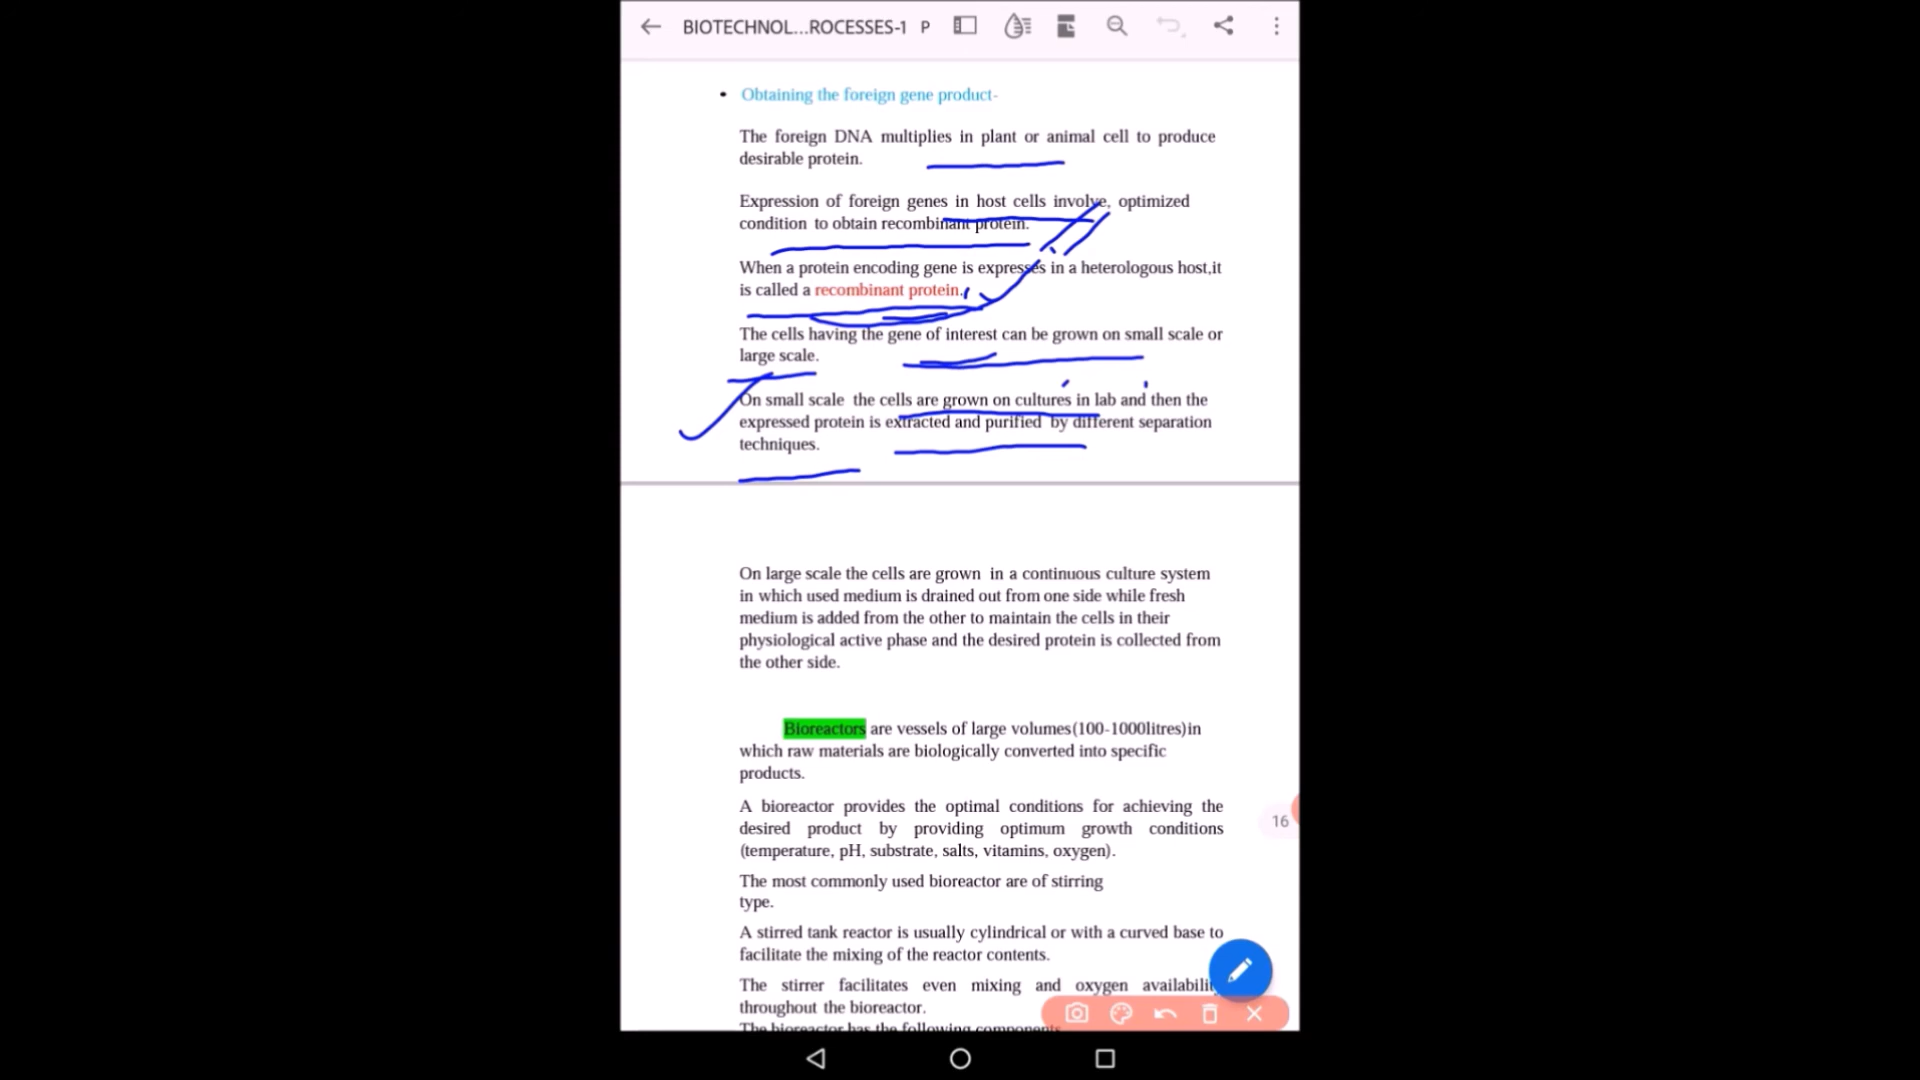 BIOTECHNOL...ROCESSES-1 P
• Obtaining the foreign gene product-
The foreign DNA multiplies in plant or animal cell to produce
desirable protein.
Expression of foreign genes in host cells involve, optimized
condition to obtain recombinant protein.
When a protein encoding gene is expresses in a heterologous host,it
is called a recombinant protein.
The cells having the gene of interest can be grown on small scale or
large scale.
On small scale the cells are grown on cultures in lab and then the
expressed protein is extracted and purified by different separation
techniques.
On large scale the cells are grown in a continuous culture system
in which used medium is drained out from one side while fresh
medium is added from the other to maintain the cells in their
physiological active phase and the desired protein is collected from
the other side.
Bioreactors are vessels of large volumes(100-1000litres)in
which raw materials are biologically converted into specific
products.
A bioreactor provides the optimal conditions for achieving the
desired product by providing optimum growth conditions
(temperature, pH, substrate, salts, vitamins, oxygen).
16
The most commonly used bioreactor are of stirring
type.
A stirred tank reactor is usually cylindrical or with a curved base to
facilitate the mixing of the reactor contents.
The stirrer facilitates even mixing and oxygen availability
throughout the bioreactor.
The bioreactor has the following components